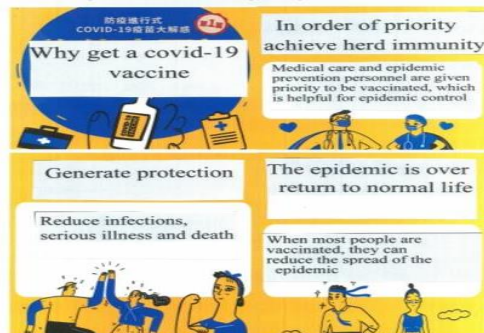 防疫進行式
COVID-19疫苗大解惑
第1集
Why get a covid-19
vaccine
In order of priority
achieve herd immunity
Medical care and epidemic
prevention personnel are given
priority to be vaccinated, which
is helpful for epidemic control
Generate protection
Reduce infections,
serious illness and death
The epidemic is over
return to normal life
When most people are
vaccinated, they can
reduce the spread of the
epidemic